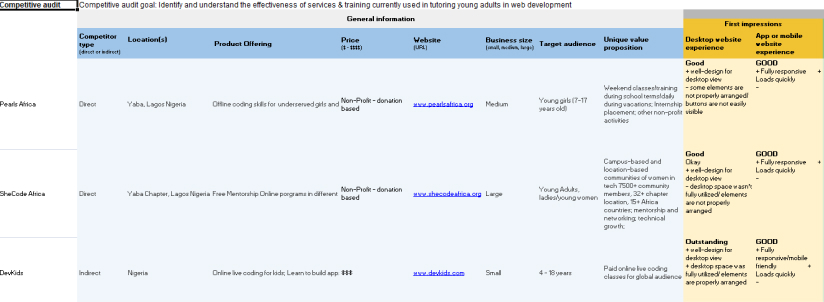 Competitive audit
Competitive audit goal: Identify and understand the effectiveness of services & training currently used in tutoring young adults in web development
General information
First impressions
Competitor type
(direct or indirect)
Location(s)
Product Offering
Price
($ - $$$$)
Website
(URL)
Business size
(small, medium, large)
Target audience
Unique value proposition
Desktop website experience
App or mobile website experience
Pearls Africa
Direct
Yaba, Lagos Nigeria
Offline coding skills for underserved girls and
Non-Profit - donation based
www.pearlsafrica.org
Medium
Young girls (7-17 years old)
Weekend classes/training
during school terms/daily
during vacations; Internship
placement; other non-profit
activities
Good
+ well-design for
desktop view
- some elements are
not properly arranged/
buttons are not easily
visible
GOOD
+ Fully responsive +
Loads quickly
-
SheCode Africa
Direct
Yaba Chapter, Lagos Nigeria
Free Mentorship Online porgrams in different
Non-Profit - donation based
www.shecodeafrica.org
Large
Young Adults,
ladies/young women
Campus-based and
location-based
communities of women in
tech 7500+ community
members, 32+ chapter
location, 15+ Africa
countries; mentorship and
networking; technical
growth;
Good
Okay
+ well-design for
desktop view
- desktop space wasn't
fully utilized/ elements
are not properly
arranged
GOOD
+ Fully responsive +
Loads quickly
-
DevKids
Indirect
Nigeria
Online live coding for kids; Learn to build app
$$$
www.devkids.com
Small
4 - 18 years
Paid online live coding
classes for global audience
Outstanding
+ well-design for
desktop view
+ desktop space was
fully utilized/ elements
are properly arranged
GOOD
+ Fully
responsive/mobile
friendly +
Loads quickly
-